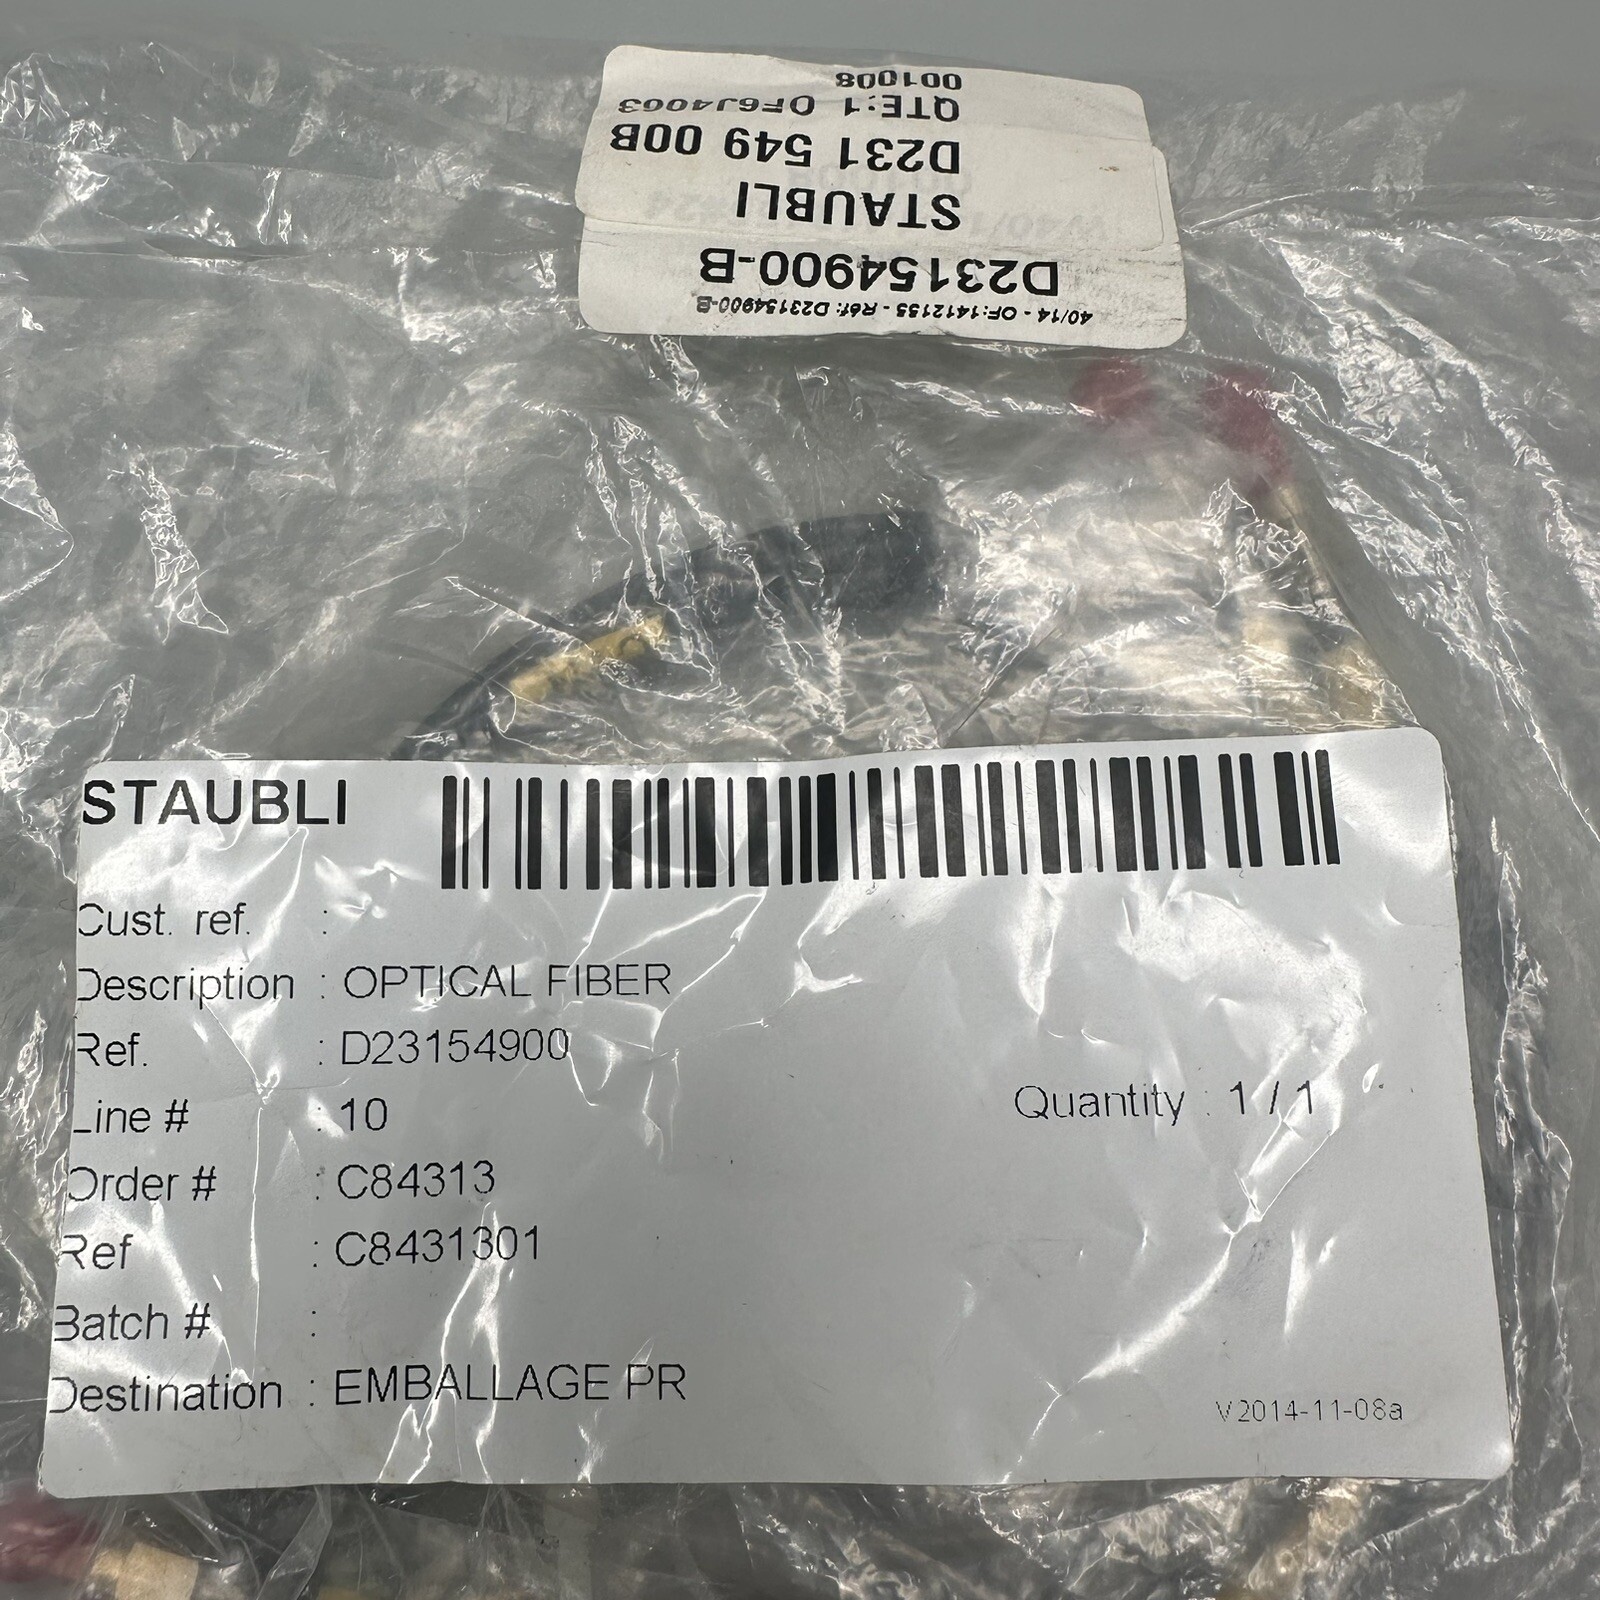 40/14 - OF:1412155 - Réf: D23154900-B
D23154900-B
STAUBLI
D231 549 00B
QTE:1 OF6J4003
001008
STAUBLI
Cust. ref. :
Description : OPTICAL FIBER
Ref. : D23154900
Line # : 10
Quantity : 1 / 1
Order # : C84313
Ref : C8431301
Batch # :
Destination : EMBALLAGE PR
V2014-11-08a